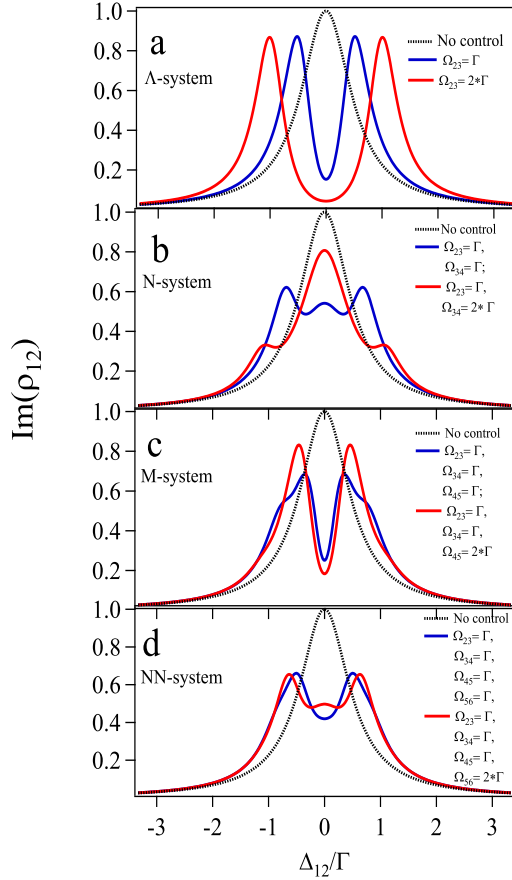 Im(ρ₁₂)
1.0
0.8
0.6
0.4
0.2
a
Λ-system
No control
Ω₂₃= Γ
Ω₂₃= 2*Γ
1.0
0.8
0.6
0.4
0.2
b
N-system
No control
Ω₂₃= Γ,
Ω₃₄= Γ;
Ω₂₃= Γ,
Ω₃₄= 2* Γ
1.0
0.8
0.6
0.4
0.2
c
M-system
No control
Ω₂₃= Γ,
Ω₃₄= Γ,
Ω₄₅= Γ;
Ω₂₃= Γ,
Ω₃₄= Γ,
Ω₄₅= 2*Γ
1.0
0.8
0.6
0.4
0.2
d
NN-system
No control
Ω₂₃= Γ,
Ω₃₄= Γ,
Ω₄₅= Γ,
Ω₅₆= Γ,
Ω₂₃= Γ,
Ω₃₄= Γ,
Ω₄₅= Γ,
Ω₅₆= 2*Γ
-3 -2 -1 0 1 2 3
Δ₁₂/Γ